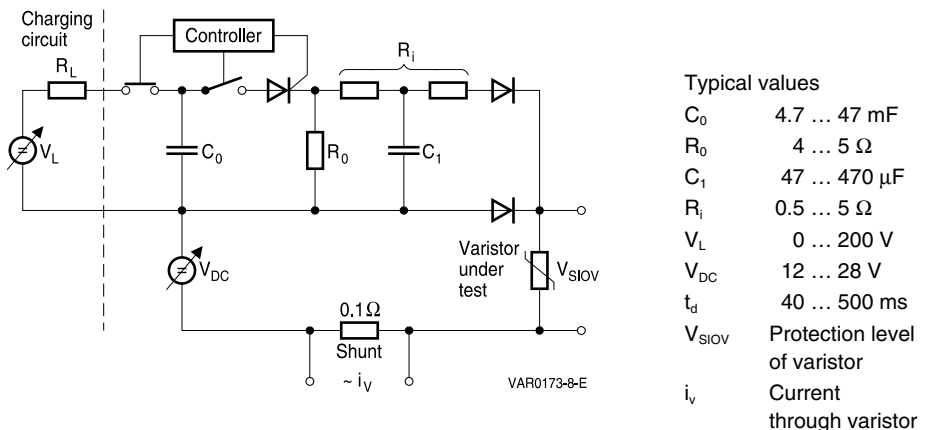 Charging
circuit
Controller
R_L
R_i
V_L
C_0
R_0
C_1
V_DC
Varistor
under
test
V_SIOV
0.1 Ω
Shunt
~ i_V
VAR0173-8-E
Typical values
C_0 4.7 … 47 mF
R_0 4 … 5 Ω
C_1 47 … 470 μF
R_i 0.5 … 5 Ω
V_L 0 … 200 V
V_DC 12 … 28 V
t_d 40 … 500 ms
V_SIOV Protection level
of varistor
i_v Current
through varistor